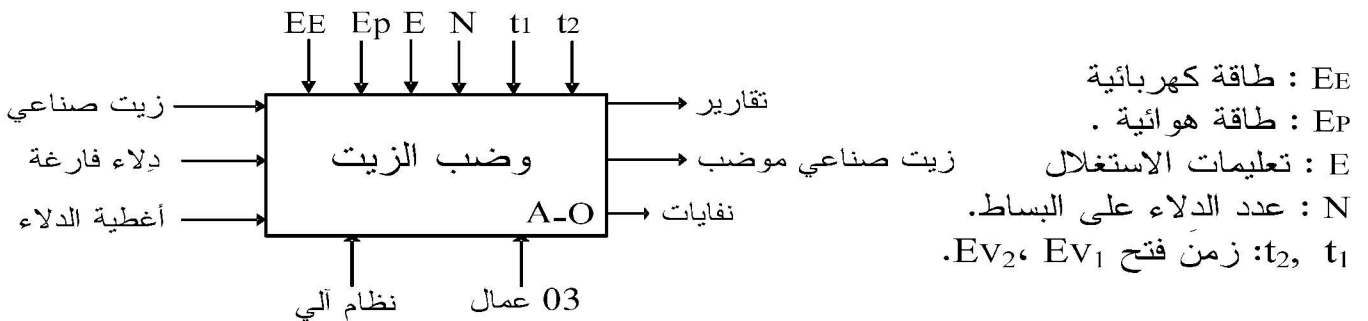 EE Ep E N t1 t2
زيت صناعي
دِلاء فارغة
أغطية الدلاء
وضب الزيت
A-O
تقارير
زيت صناعي موضب
نفايات
نظام آلي
03 عمال
EE : طاقة كهربائية
EP : طاقة هوائية .
E : تعليمات الاستغلال
N : عدد الدِلاء على البساط.
t2, t1: زمن فتح Ev2، Ev1.